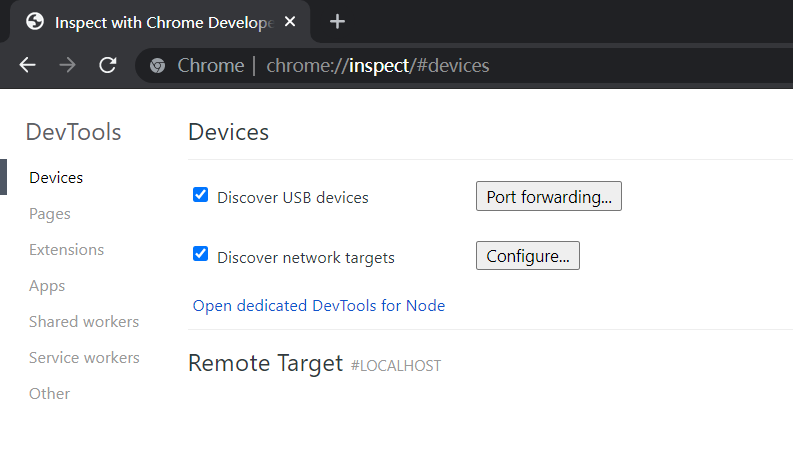 Inspect with Chrome Develope
Chrome | chrome://inspect/#devices
DevTools
Devices
Pages
Extensions
Apps
Shared workers
Service workers
Other
Devices
Discover USB devices
Port forwarding...
Discover network targets
Configure...
Open dedicated DevTools for Node
Remote Target #LOCALHOST